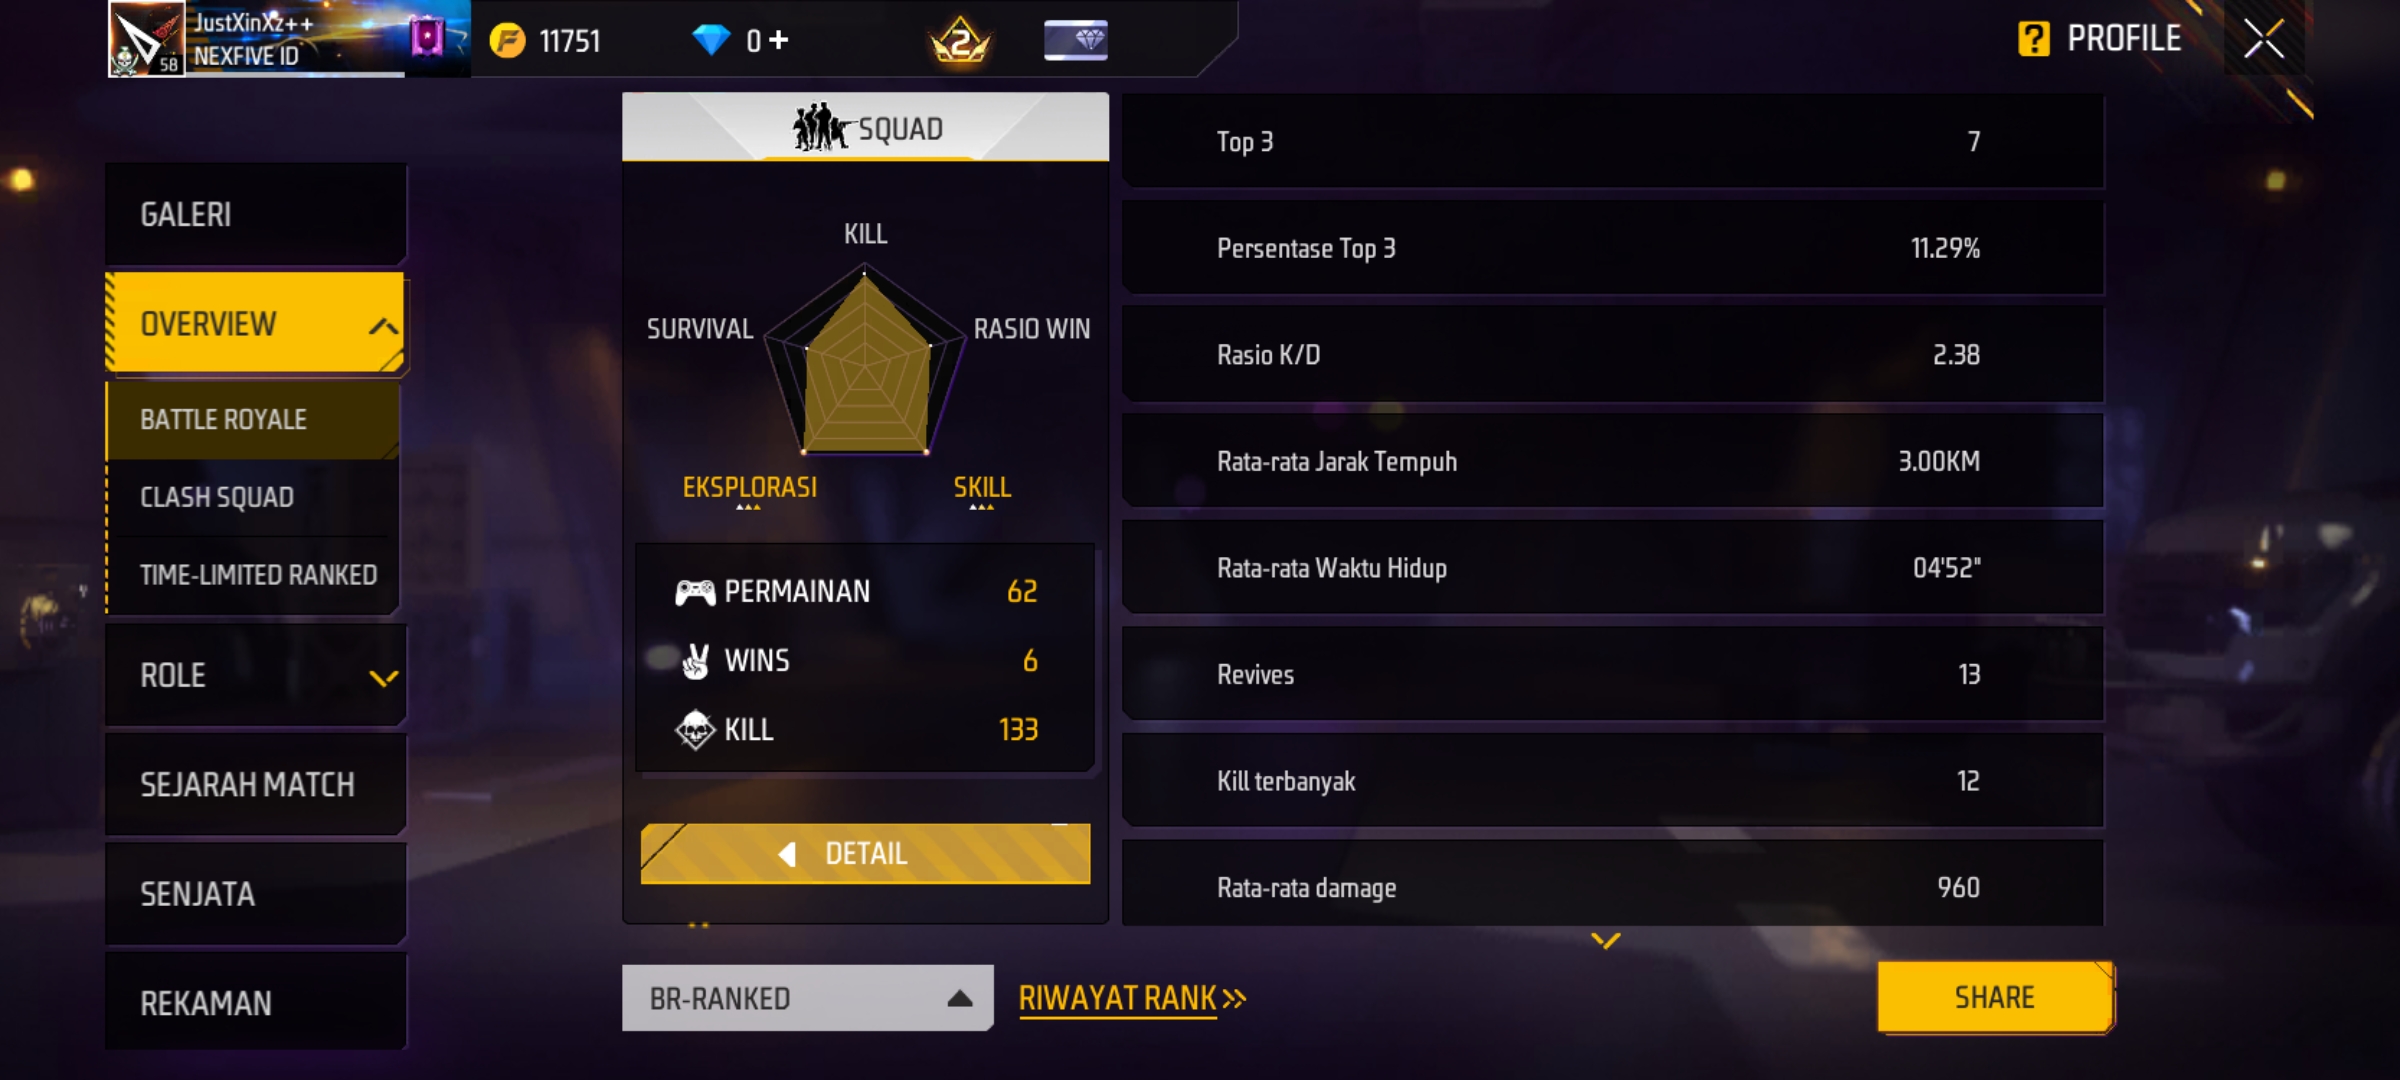 JustXinXz++
NEXFIVE ID
58
11751
0+
2
? PROFILE
GALERI
OVERVIEW
BATTLE ROYALE
CLASH SQUAD
TIME-LIMITED RANKED
ROLE
SEJARAH MATCH
SENJATA
REKAMAN
SQUAD
KILL
SURVIVAL
RASIO WIN
EKSPLORASI
SKILL
PERMAINAN 62
WINS 6
KILL 133
DETAIL
BR-RANKED
RIWAYAT RANK
Top 3 7
Persentase Top 3 11.29%
Rasio K/D 2.38
Rata-rata Jarak Tempuh 3.00KM
Rata-rata Waktu Hidup 04'52"
Revives 13
Kill terbanyak 12
Rata-rata damage 960
SHARE